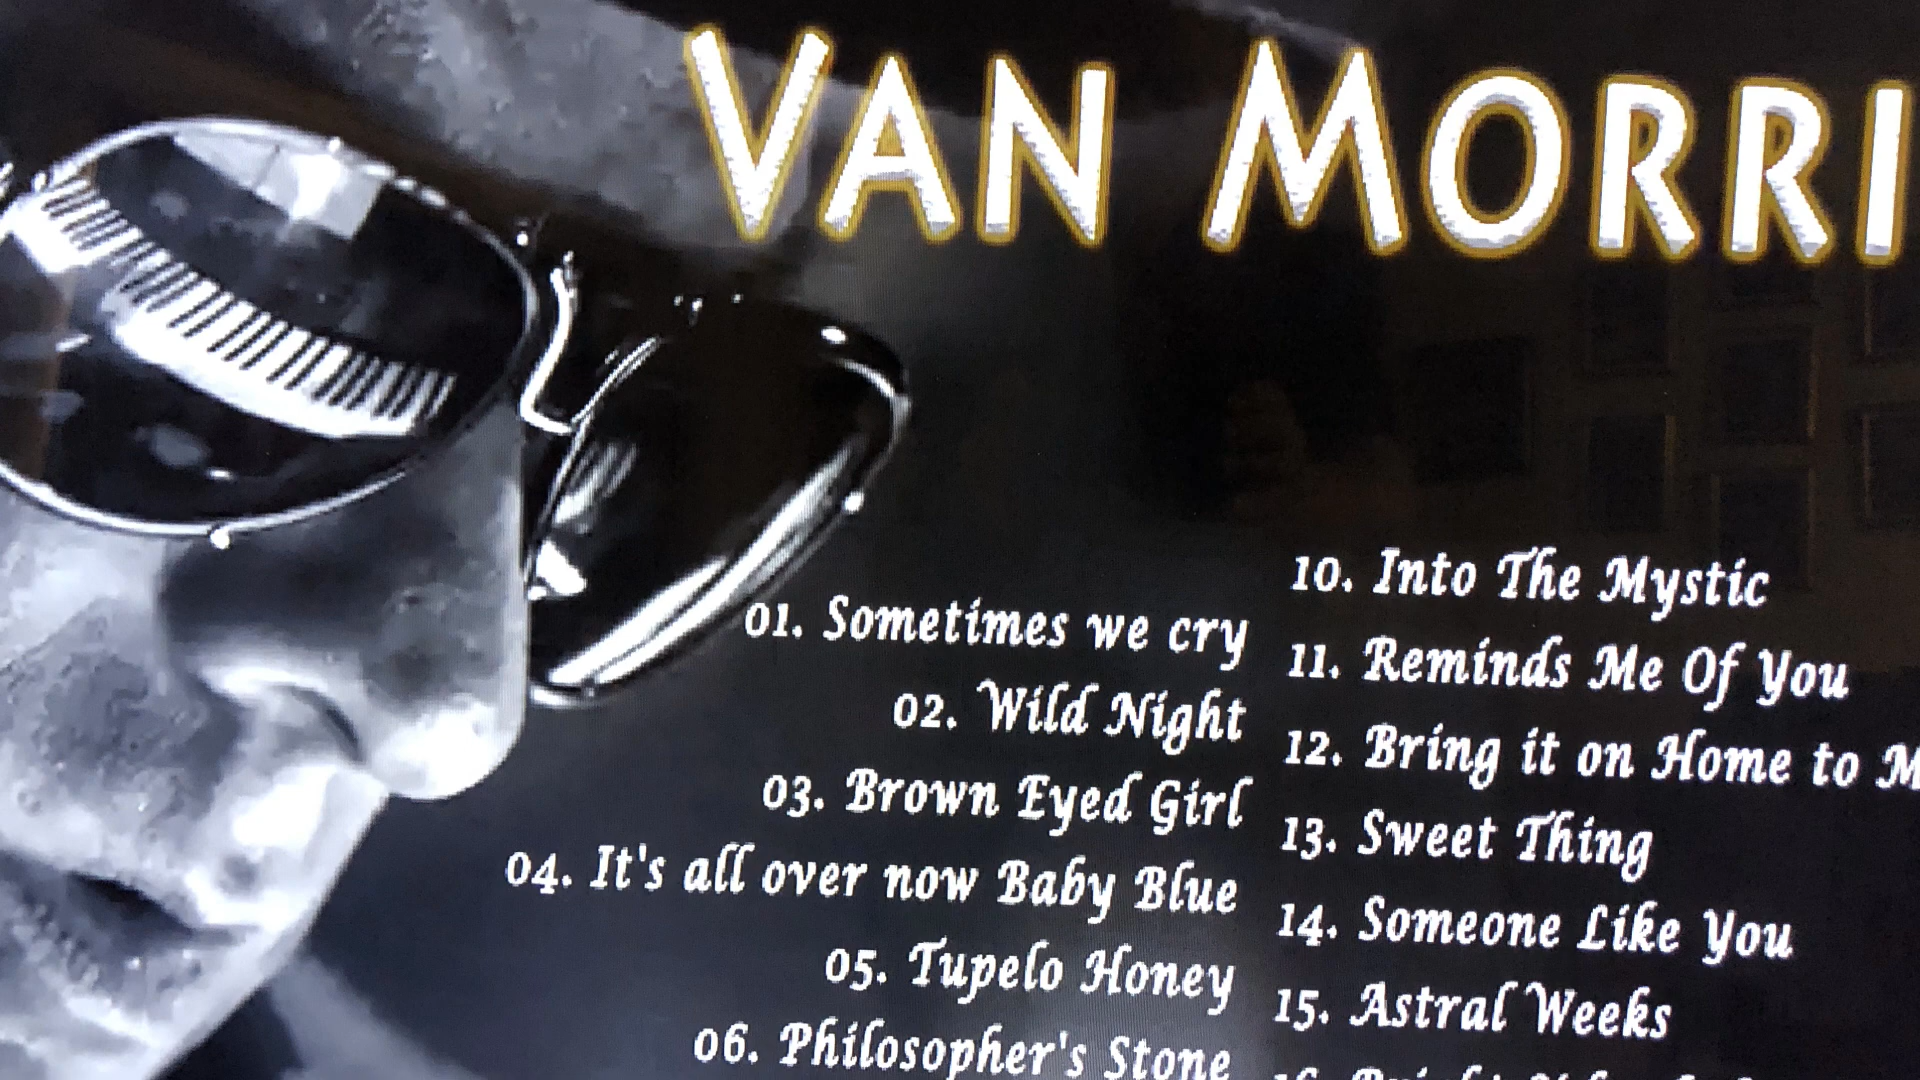 VAN MORRI
01. Sometimes we cry
02. Wild Night
03. Brown Eyed Girl
04. It's all over now Baby Blue
05. Tupelo Honey
06. Philosopher's Stone
10. Into The Mystic
11. Reminds Me Of You
12. Bring it on Home to M
13. Sweet Thing
14. Someone Like You
15. Astral Weeks